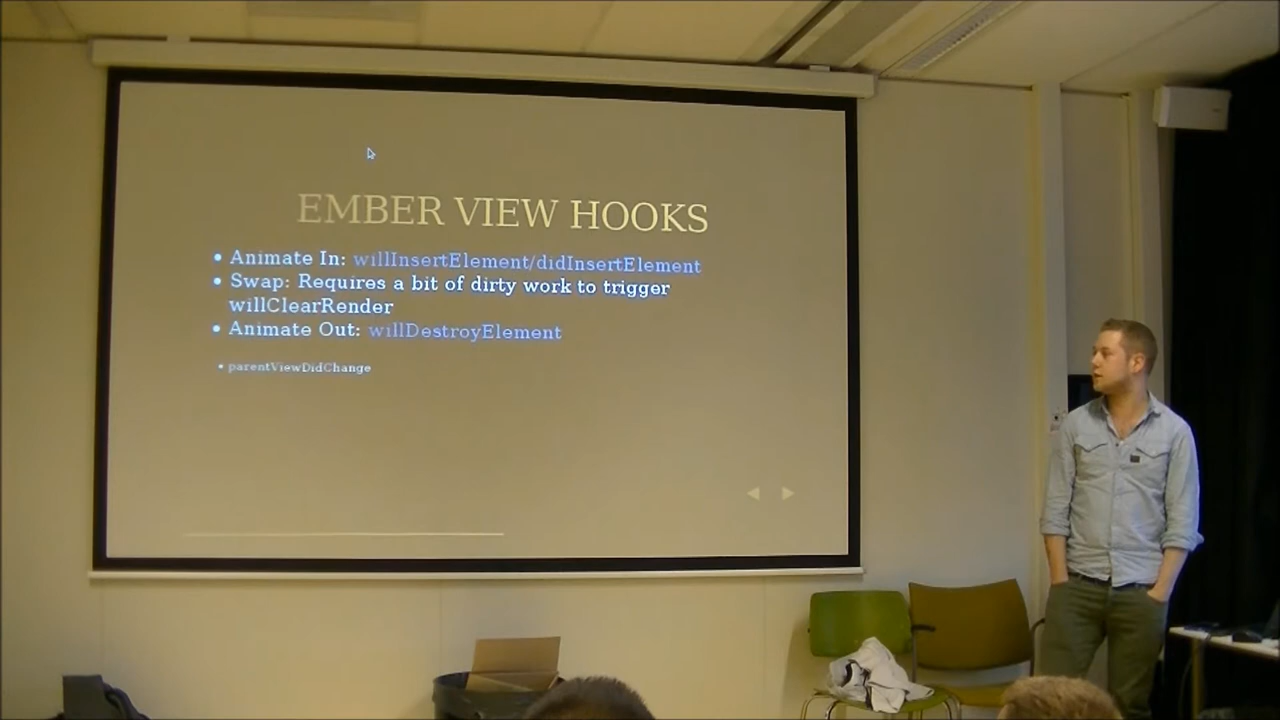 EMBER VIEW HOOKS
• Animate In: willInsertElement/didInsertElement
• Swap: Requires a bit of dirty work to trigger
willClearRender
• Animate Out: willDestroyElement
• parentViewDidChange